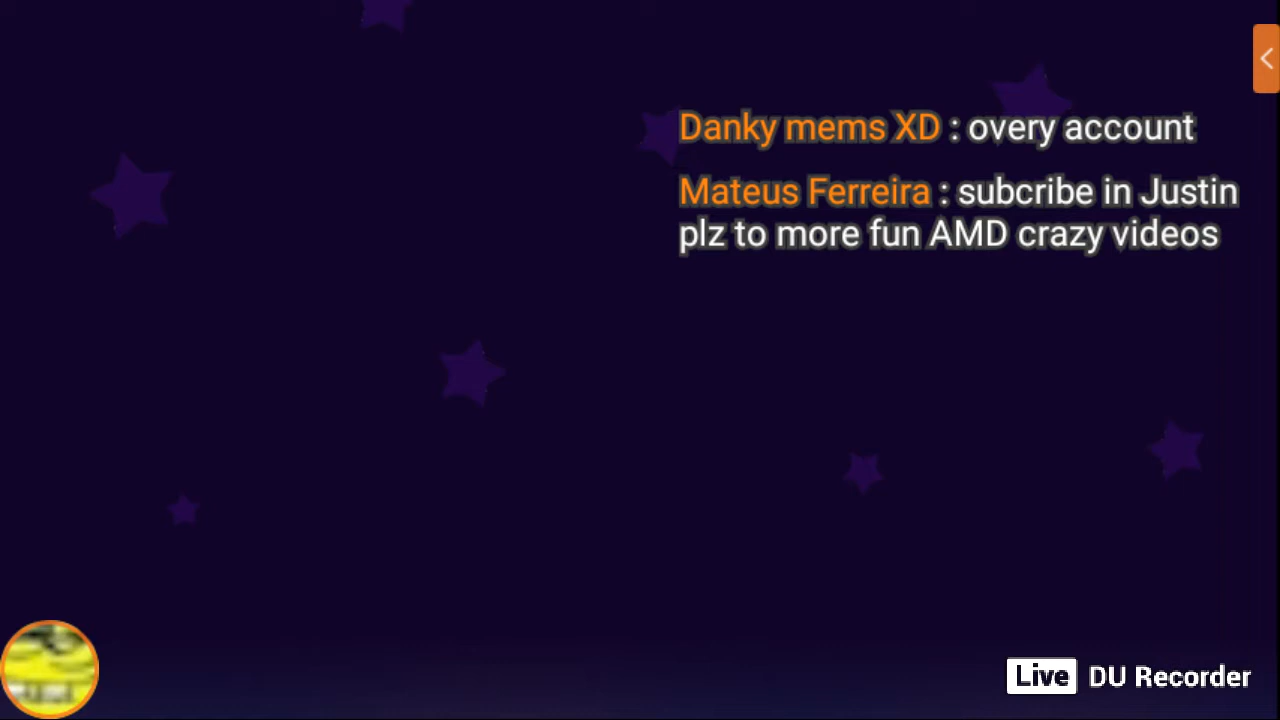 Danky mems XD : overy account
Mateus Ferreira : subcribe in Justin
plz to more fun AMD crazy videos
Live DU Recorder